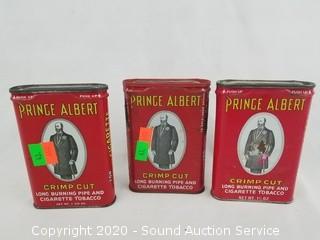 PRINCE ALBERT
CRIMP CUT
LONG BURNING PIPE AND
CIGARETTE TOBACCO
PRINCE ALBERT
CRIMP CUT
LONG BURNING PIPE AND
CIGARETTE TOBACCO
PRINCE ALBERT
CRIMP CUT
LONG BURNING PIPE AND
CIGARETTE TOBACCO
Copyright 2020 - Sound Auction Service